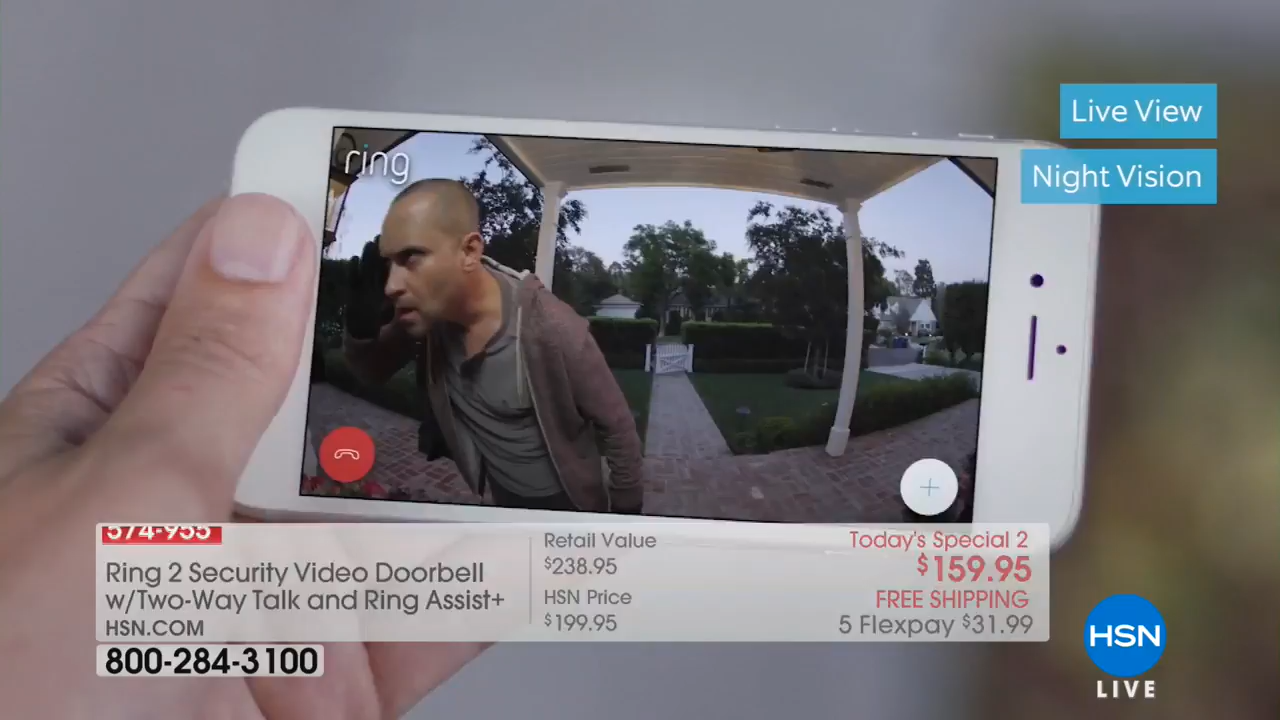 Live View
Night Vision
ring
574-955
Ring 2 Security Video Doorbell
w/Two-Way Talk and Ring Assist+
HSN.COM
800-284-3100
Retail Value
$238.95
HSN Price
$199.95
Today's Special 2
$159.95
FREE SHIPPING
5 Flexpay $31.99
HSN
LIVE